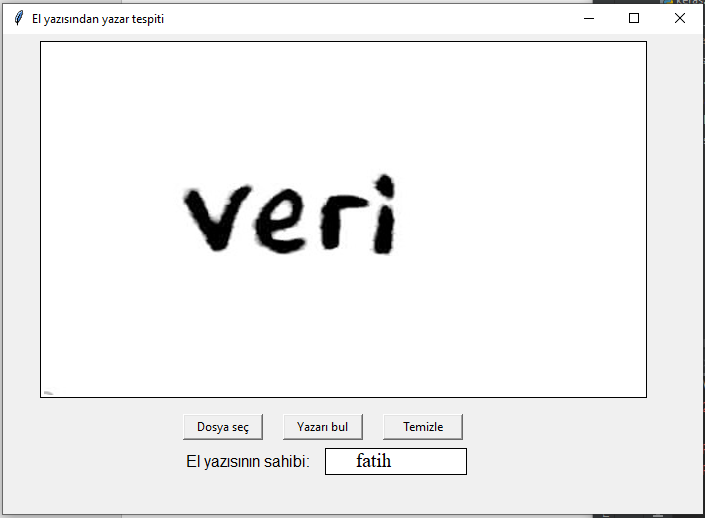 El yazısından yazar tespiti
veri
Dosya seç
Yazarı bul
Temizle
El yazısının sahibi:
fatih